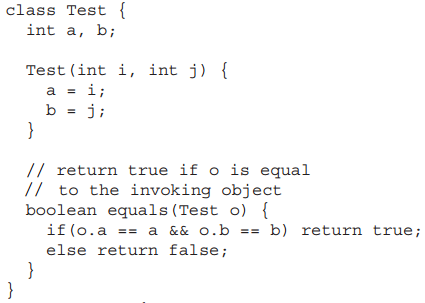 class Test {
  int a, b;

  Test(int i, int j) {
    a = i;
    b = j;
  }

  // return true if o is equal
  //  to the invoking object
  boolean equals(Test o) {
    if(o.a == a && o.b == b) return true;
    else return false;
  }
}